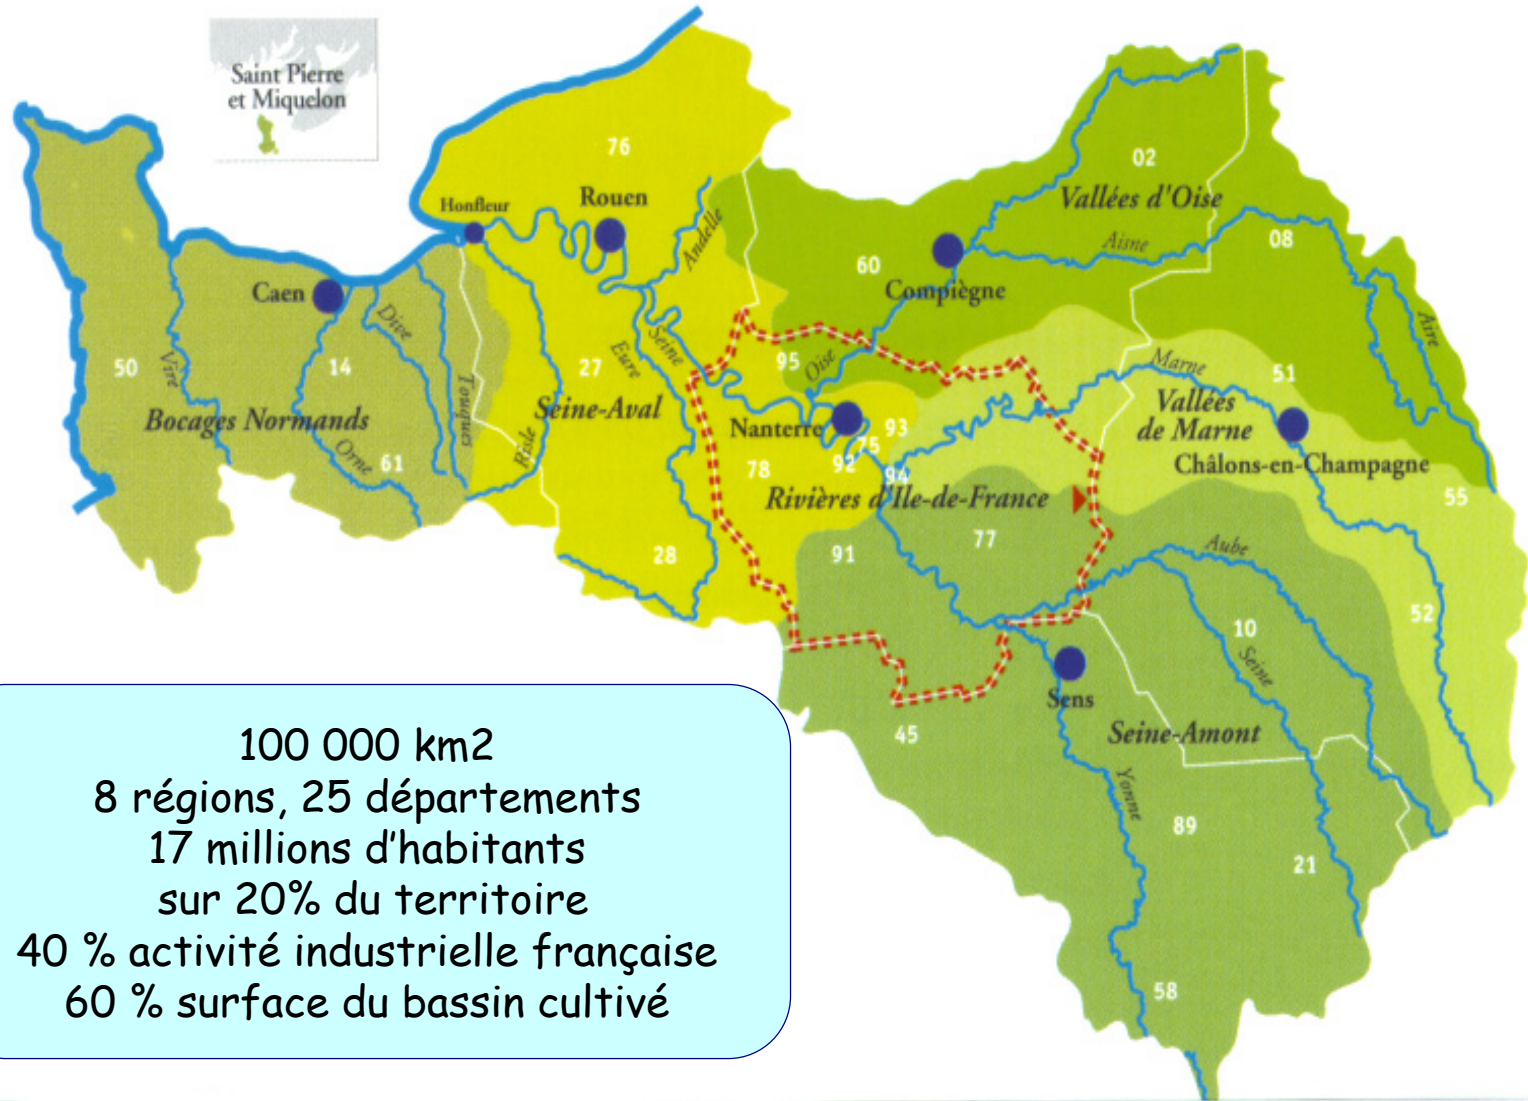 Saint Pierre
et Miquelon
76
02
Rouen
Vallées d'Oise
Honfleur
Andelle
Aisne
08
60
Caen
Compiègne
Dive
Aire
Seine
Eure
95
Oise
Marne
50
Vire
14
27
51
Touques
Vallées
de Marne
Bocages Normands
Seine-Aval
Nanterre
93
75
92
Risle
Orne
61
78
94
Châlons-en-Champagne
Rivières d'Ile-de-France
55
77
28
91
Aube
52
10
Seine
Sens
45
Seine-Amont
Yonne
89
21
58
100 000 km2
8 régions, 25 départements
17 millions d’habitants
sur 20% du territoire
40 % activité industrielle française
60 % surface du bassin cultivé